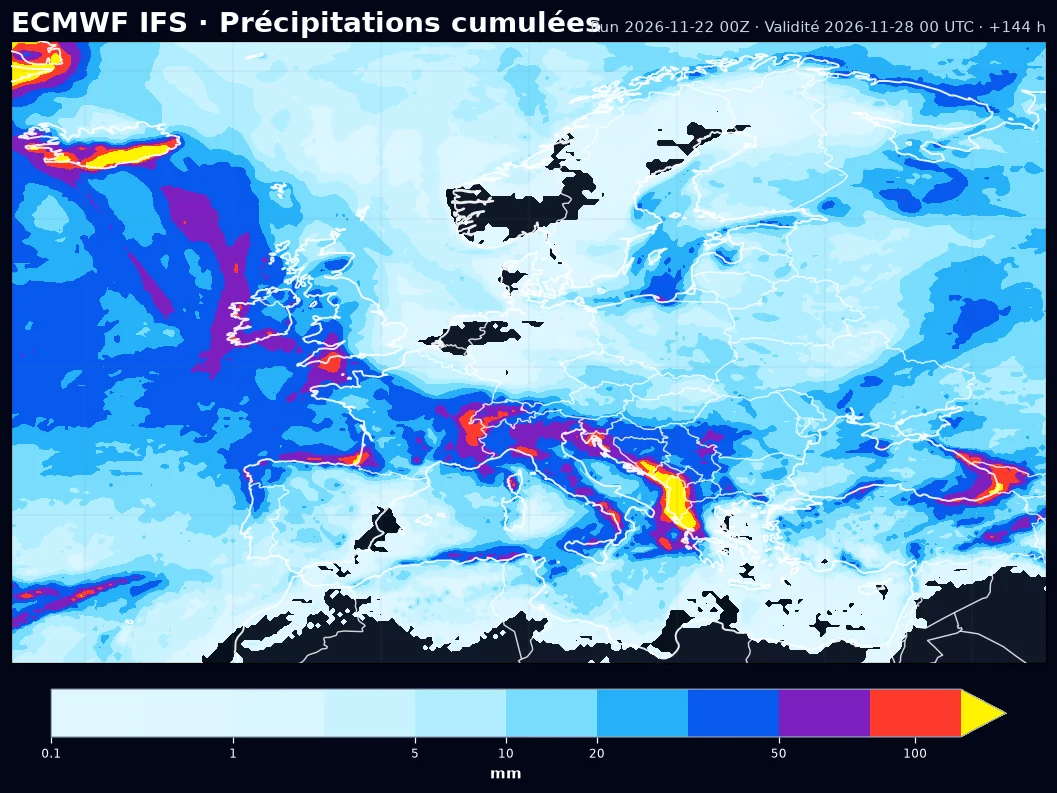 ECMWF IFS · Précipitations cumulées
Run 2026-11-22 00Z · Validité 2026-11-28 00 UTC · +144 h
0.1 1 5 10 20 50 100
mm